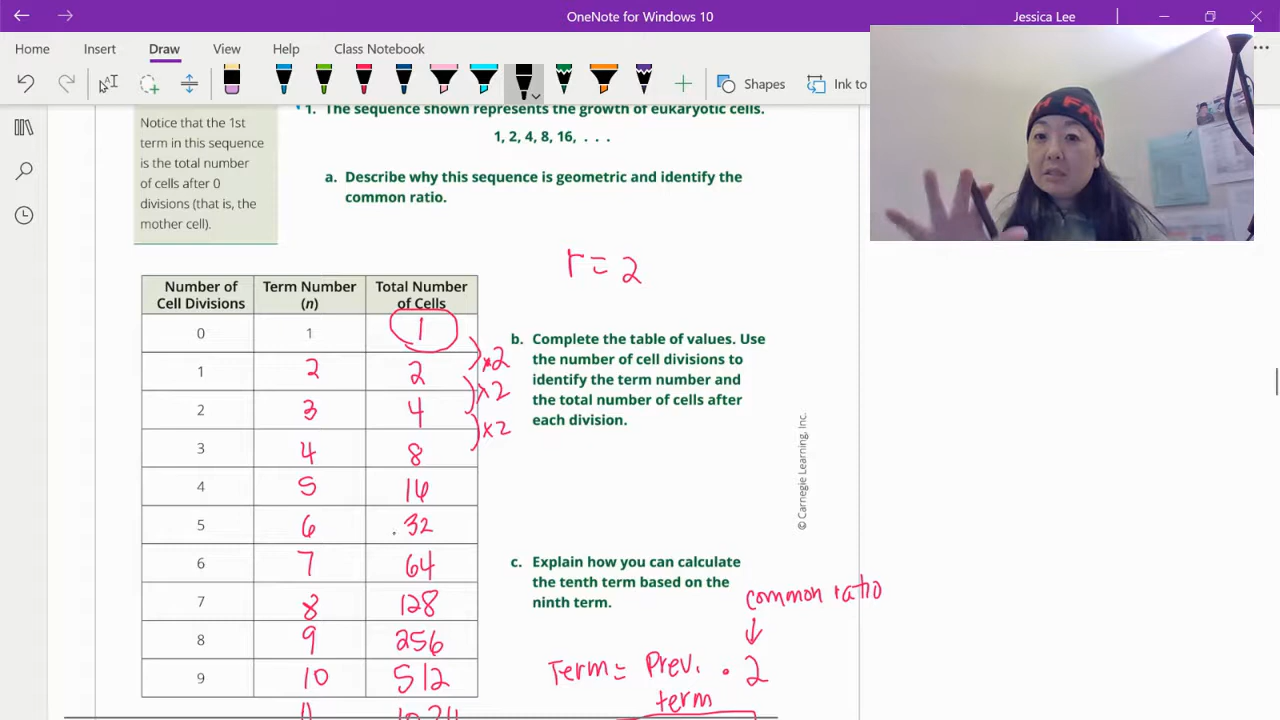 OneNote for Windows 10
Jessica Lee
Home Insert Draw View Help Class Notebook
Shapes
Ink to
Notice that the 1st
term in this sequence
is the total number
of cells after 0
divisions (that is, the
mother cell).
1. The sequence shown represents the growth of eukaryotic cells.
1, 2, 4, 8, 16, . . .
a. Describe why this sequence is geometric and identify the
common ratio.
r = 2
Number of Cell Divisions Term Number (n) Total Number of Cells
0 1 1
1 2 2
2 3 4
3 4 8
4 5 16
5 6 32
6 7 64
7 8 128
8 9 256
9 10 512
11 1024
×2
×2
×2
b. Complete the table of values. Use
the number of cell divisions to
identify the term number and
the total number of cells after
each division.
c. Explain how you can calculate
the tenth term based on the
ninth term.
common ratio
Term = Prev. · 2
term
© Carnegie Learning, Inc.